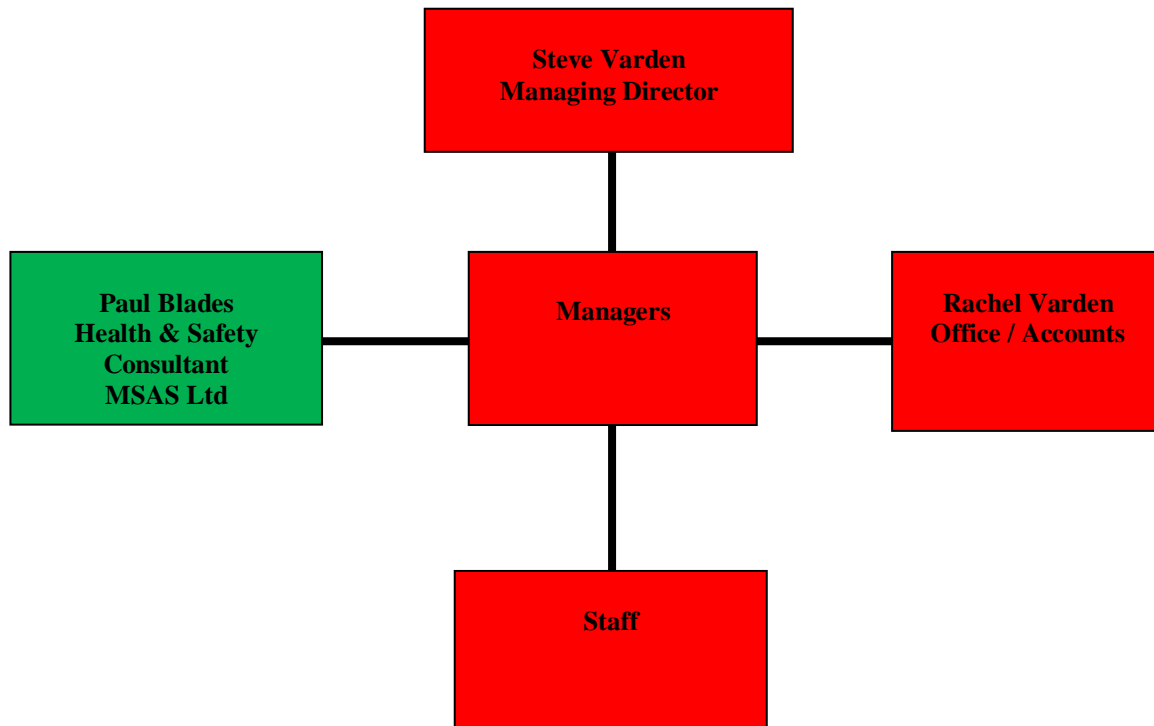 Steve Varden
Managing Director
Paul Blades
Health & Safety
Consultant
MSAS Ltd
Managers
Rachel Varden
Office / Accounts
Staff